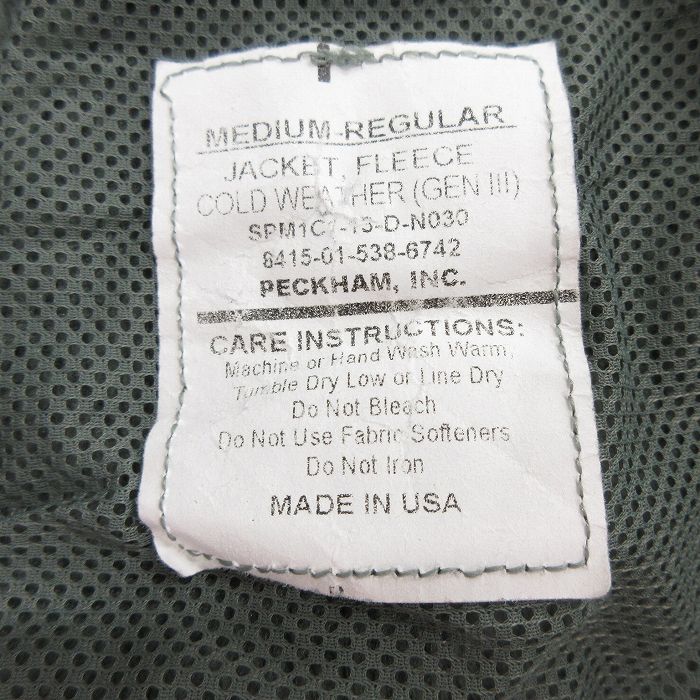 MEDIUM-REGULAR
JACKET, FLEECE
COLD WEATHER (GEN III)
SPM1C1-13-D-N030
8415-01-538-6742
PECKHAM, INC.
CARE INSTRUCTIONS:
Machine or Hand Wash Warm,
Tumble Dry Low or Line Dry
Do Not Bleach
Do Not Use Fabric Softeners
Do Not Iron
MADE IN USA